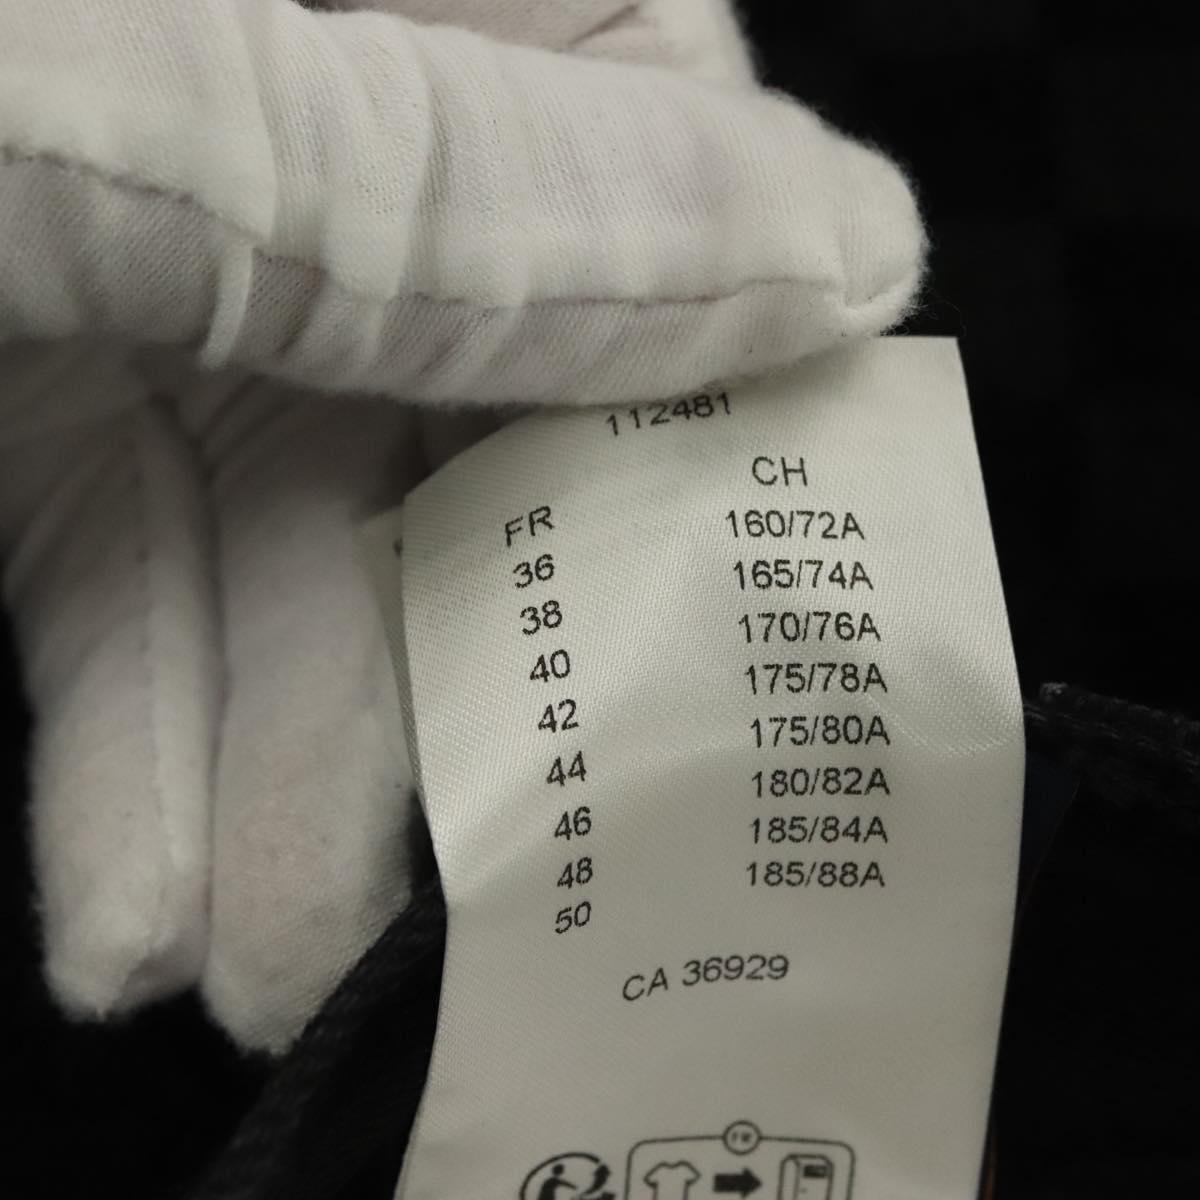 112481
FR CH
36 160/72A
38 165/74A
40 170/76A
42 175/78A
44 175/80A
46 180/82A
48 185/84A
50 185/88A
CA 36929
FR